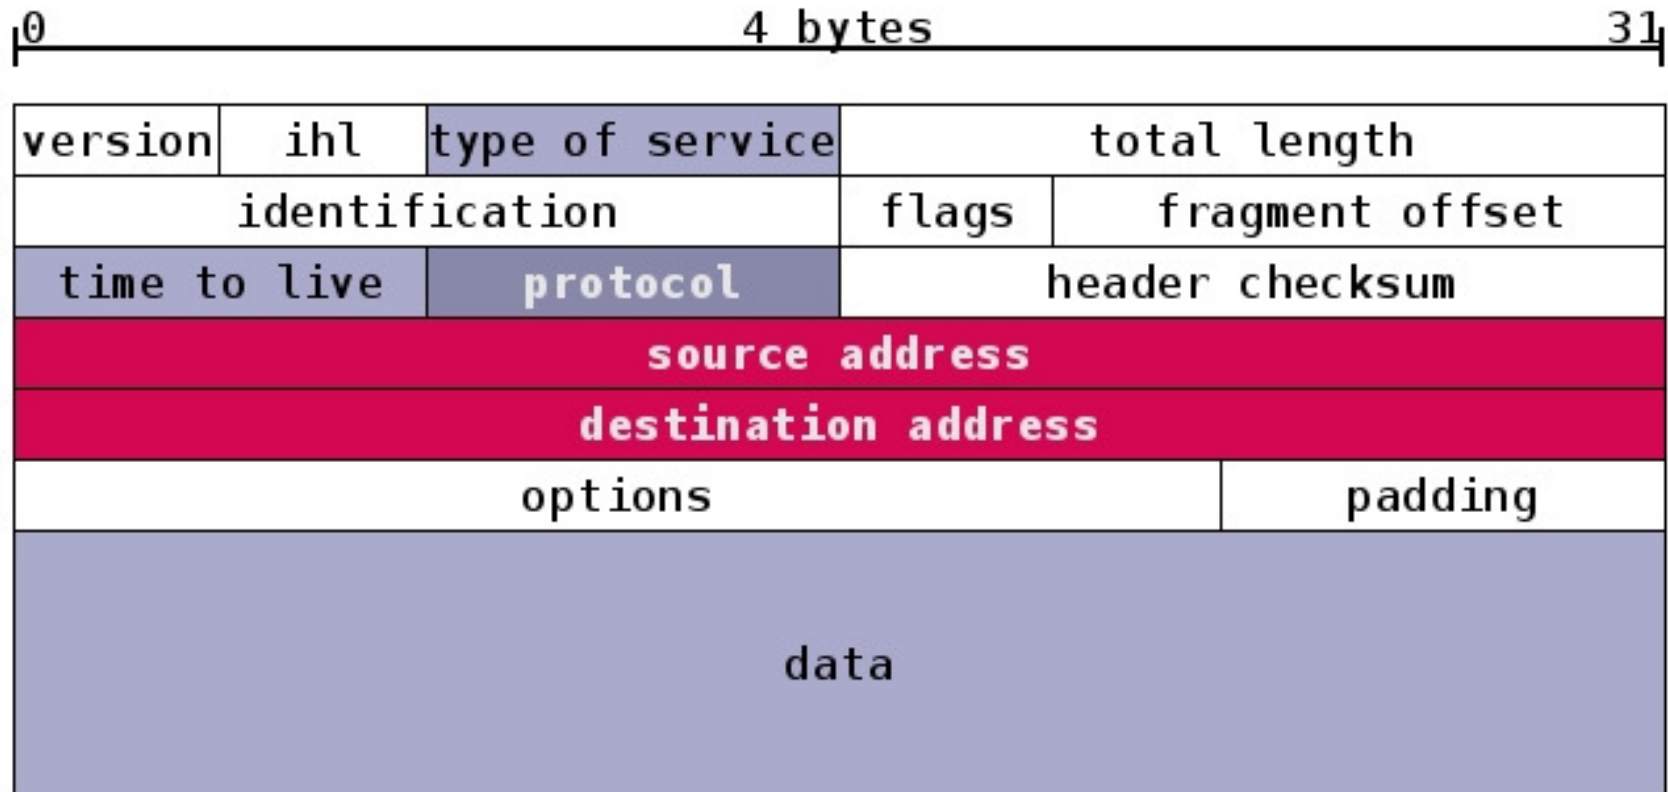 0 4 bytes 31
version ihl type of service total length
identification flags fragment offset
time to live protocol header checksum
source address
destination address
options padding
data